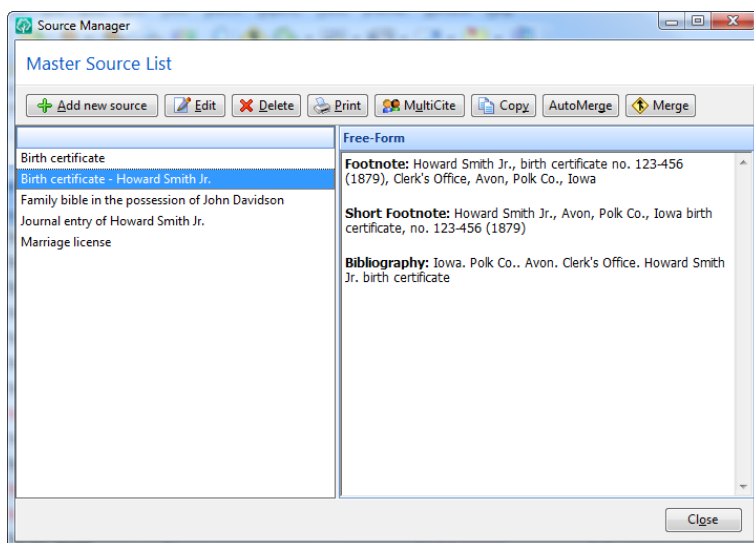 Source Manager
Master Source List
Add new source Edit Delete Print MultiCite Copy AutoMerge Merge
Free-Form
Birth certificate
Birth certificate - Howard Smith Jr.
Family bible in the possession of John Davidson
Journal entry of Howard Smith Jr.
Marriage license
Footnote: Howard Smith Jr., birth certificate no. 123-456
(1879), Clerk's Office, Avon, Polk Co., Iowa
Short Footnote: Howard Smith Jr., Avon, Polk Co., Iowa birth
certificate, no. 123-456 (1879)
Bibliography: Iowa. Polk Co.. Avon. Clerk's Office. Howard Smith
Jr. birth certificate
Close